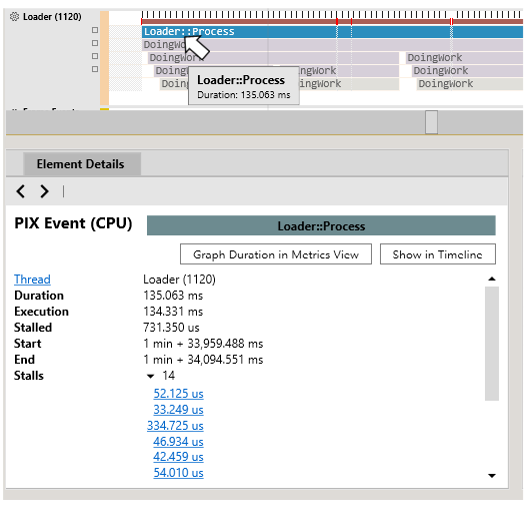 Loader (1120)
Loader::Process
DoingWork
DoingWork DoingWork
DoingWork DoingWork
DoingWork DoingWork
Loader::Process
Duration: 135.063 ms
Element Details
PIX Event (CPU)
Loader::Process
Graph Duration in Metrics View Show in Timeline
Thread Loader (1120)
Duration 135.063 ms
Execution 134.331 ms
Stalled 731.350 us
Start 1 min + 33,959.488 ms
End 1 min + 34,094.551 ms
Stalls 14
52.125 us
33.249 us
334.725 us
46.934 us
42.459 us
54.010 us